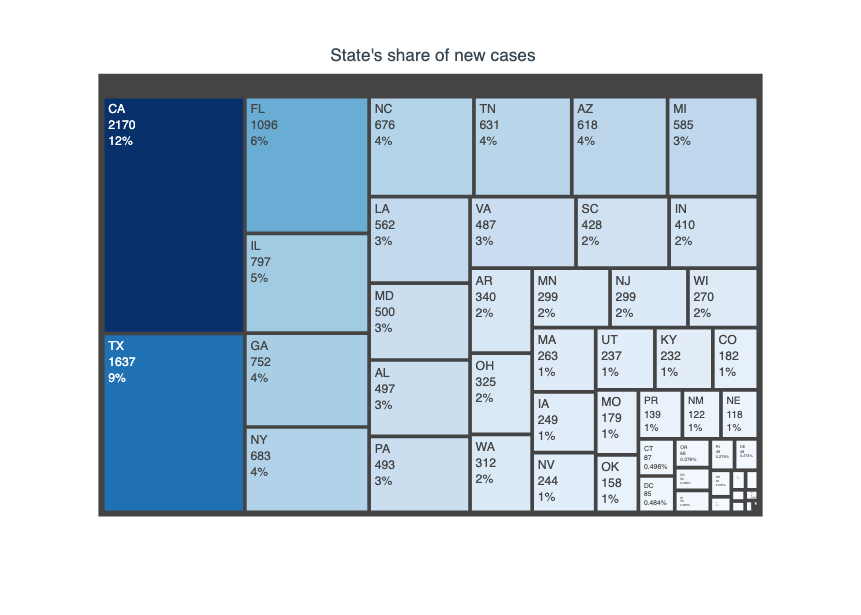 State's share of new cases
CA
2170
12%
TX
1637
9%
FL
1096
6%
IL
797
5%
GA
752
4%
NY
683
4%
NC
676
4%
TN
631
4%
AZ
618
4%
MI
585
3%
LA
562
3%
MD
500
3%
AL
497
3%
PA
493
3%
VA
487
3%
SC
428
2%
IN
410
2%
AR
340
2%
OH
325
2%
WA
312
2%
MN
299
2%
NJ
299
2%
WI
270
2%
MA
263
1%
IA
249
1%
NV
244
1%
UT
237
1%
KY
232
1%
CO
182
1%
MO
179
1%
OK
158
1%
PR
139
1%
NM
122
1%
NE
118
1%
CT
87
0.496%
DC
85
0.484%
OR
66
0.376%